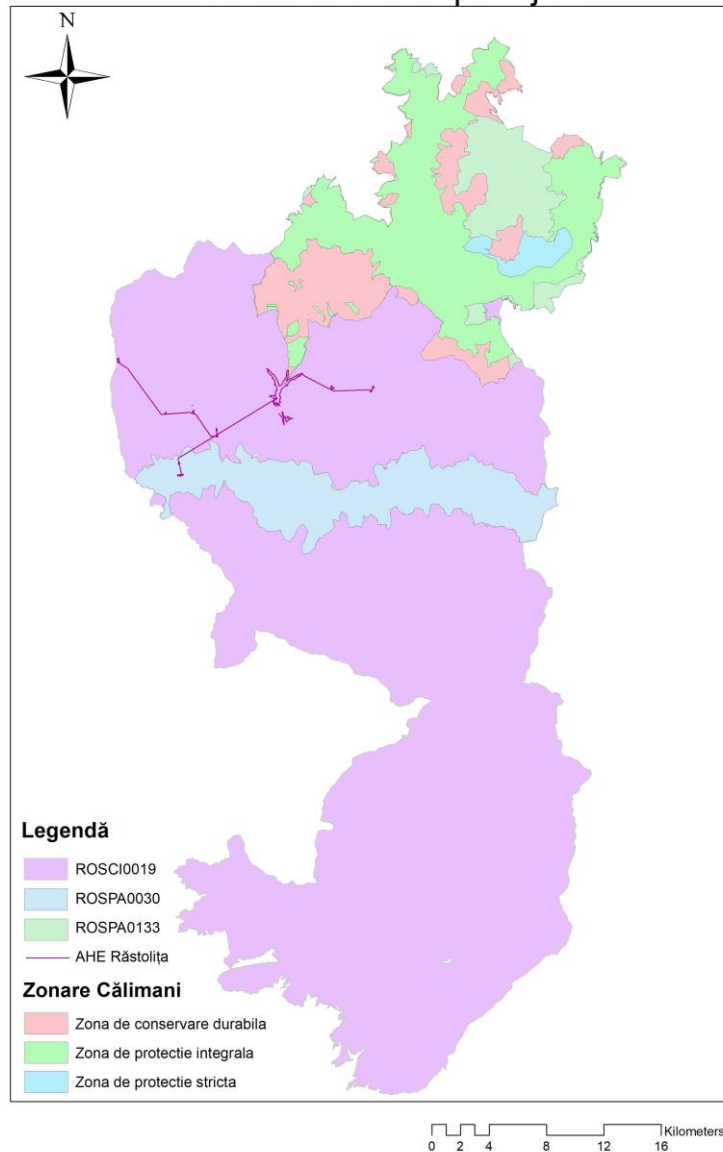 N
Legendă
ROSCI0019
ROSPA0030
ROSPA0133
AHE Răstolița
Zonare Călimani
Zona de conservare durabila
Zona de protectie integrala
Zona de protectie stricta
Kilometers
0 2 4 8 12 16